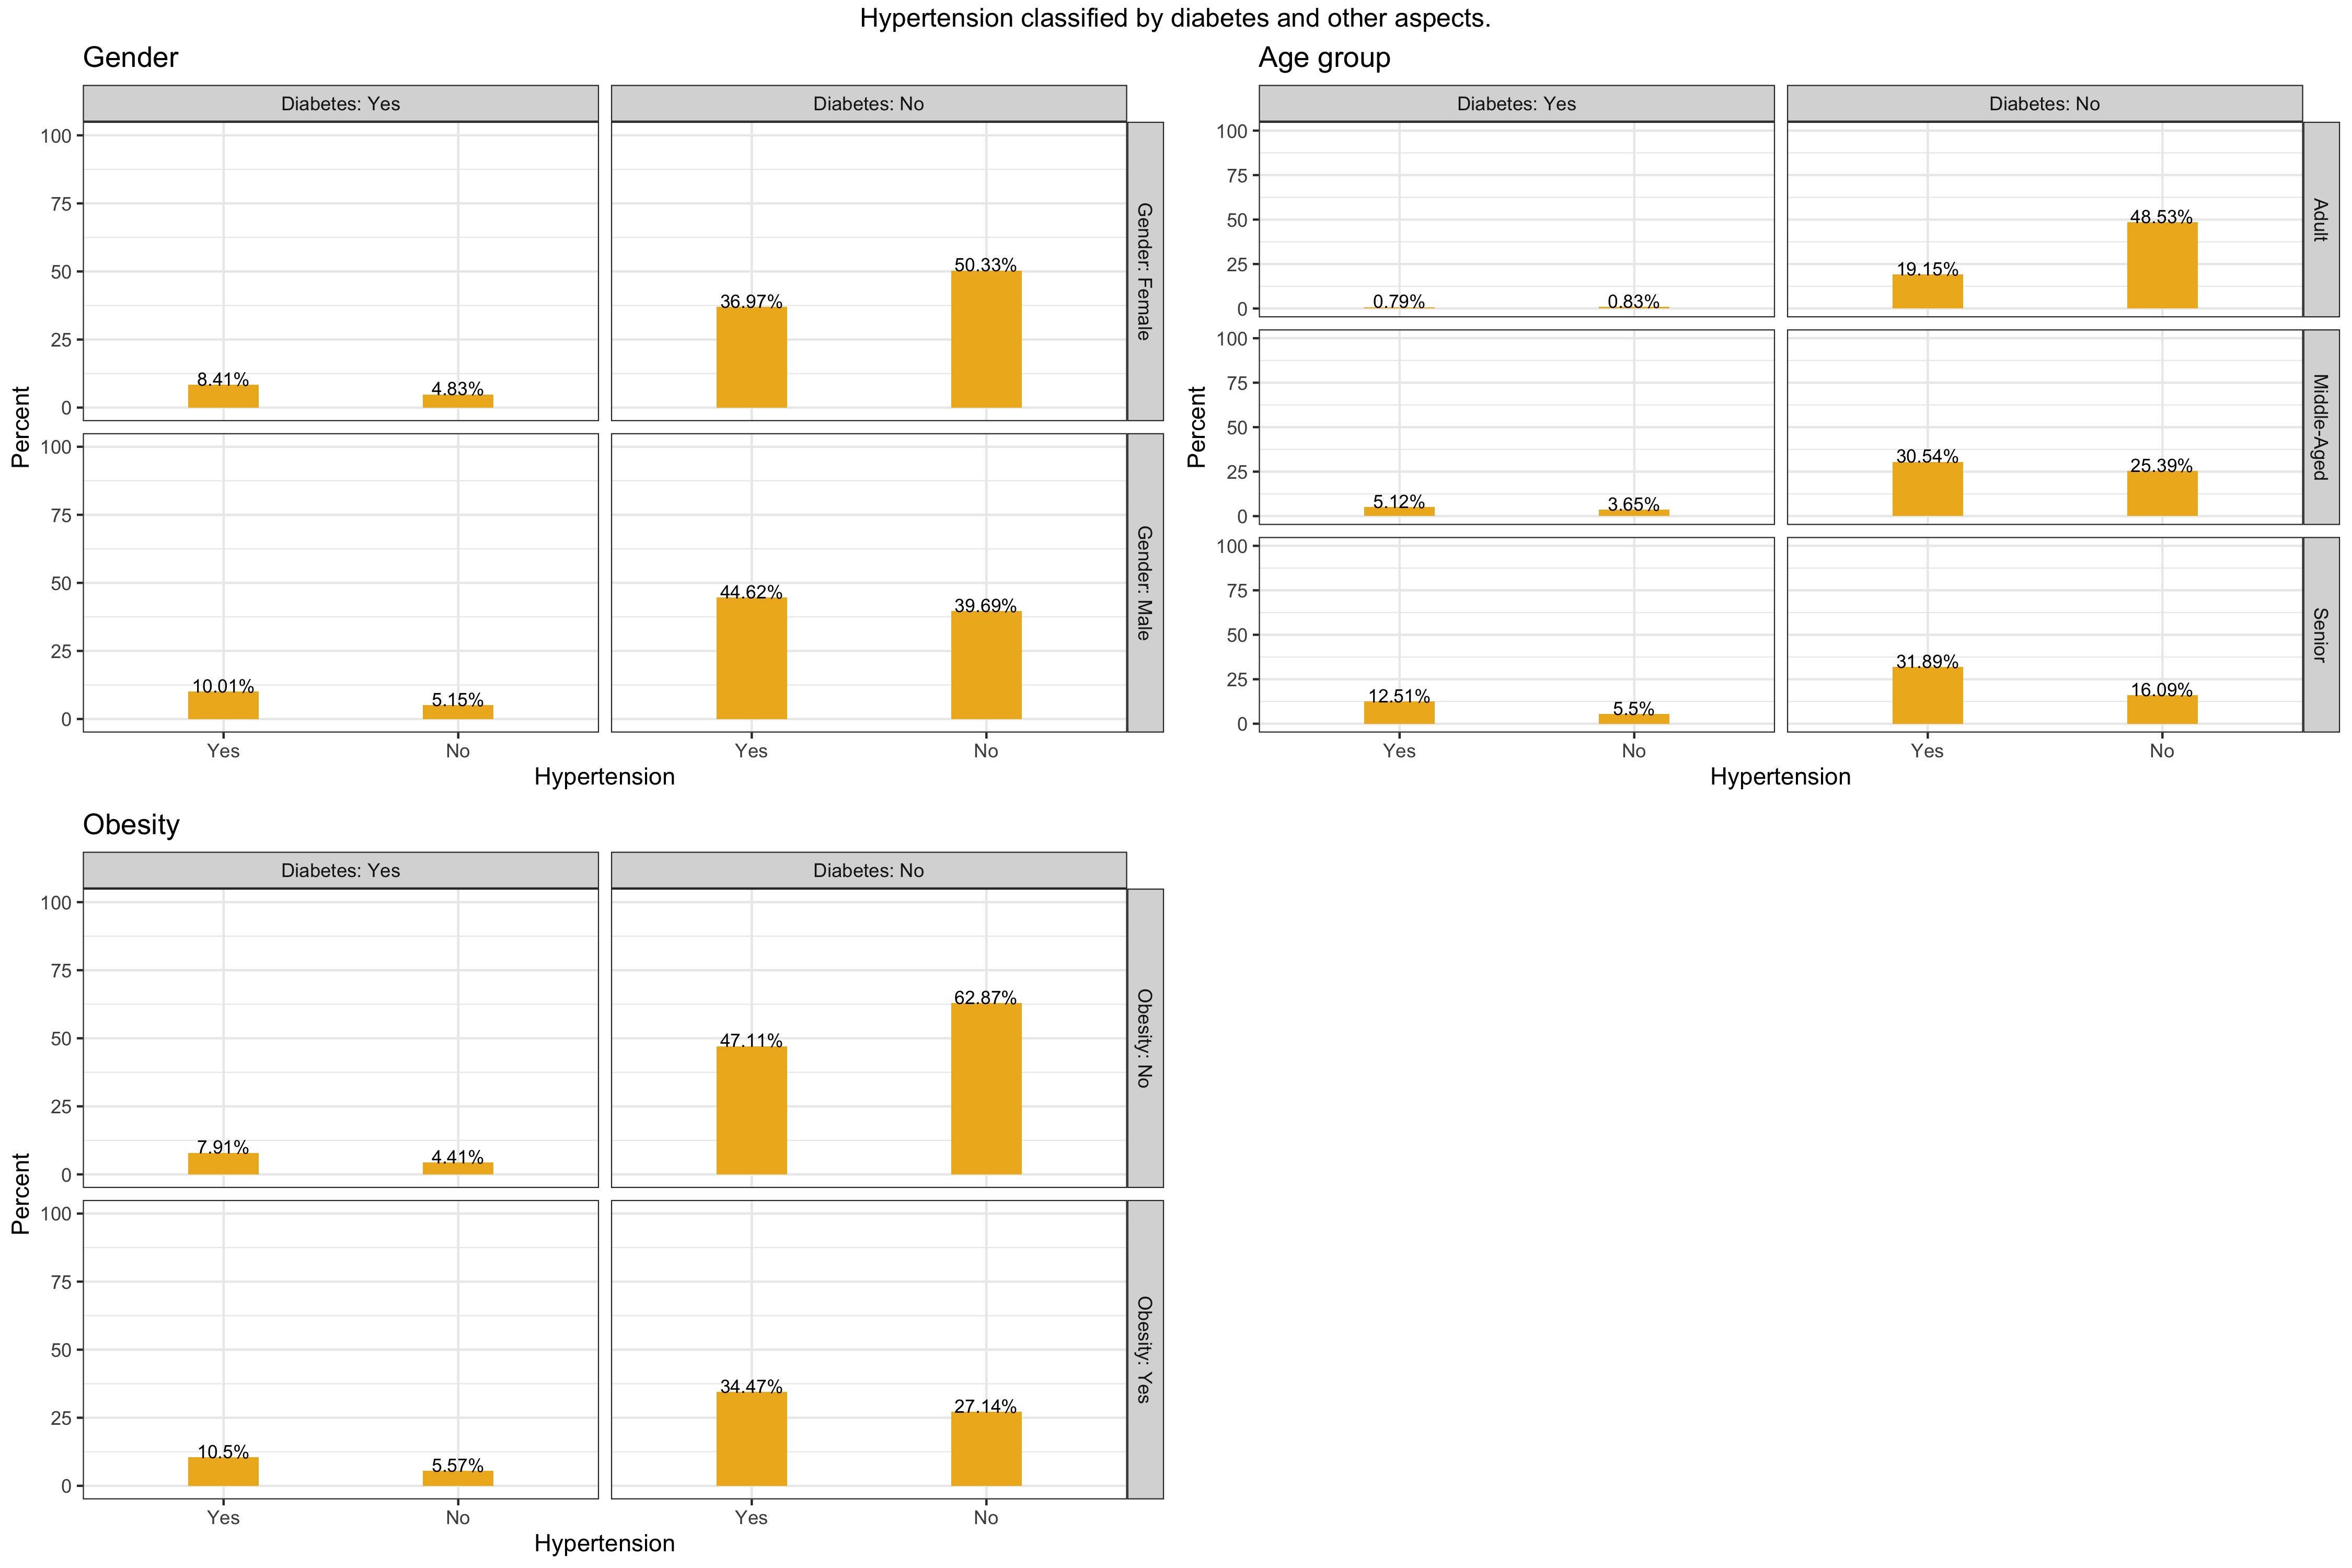 Hypertension classified by diabetes and other aspects.
Gender
Diabetes: Yes
Diabetes: No
Percent
100
75
50
25
0
8.41%
4.83%
36.97%
50.33%
Gender: Female
100
75
50
25
0
10.01%
5.15%
44.62%
39.69%
Gender: Male
Yes
No
Yes
No
Hypertension
Age group
Diabetes: Yes
Diabetes: No
Percent
100
75
50
25
0
0.79%
0.83%
19.15%
48.53%
Adult
100
75
50
25
0
5.12%
3.65%
30.54%
25.39%
Middle-Aged
100
75
50
25
0
12.51%
5.5%
31.89%
16.09%
Senior
Yes
No
Yes
No
Hypertension
Obesity
Diabetes: Yes
Diabetes: No
Percent
100
75
50
25
0
7.91%
4.41%
47.11%
62.87%
Obesity: No
100
75
50
25
0
10.5%
5.57%
34.47%
27.14%
Obesity: Yes
Yes
No
Yes
No
Hypertension